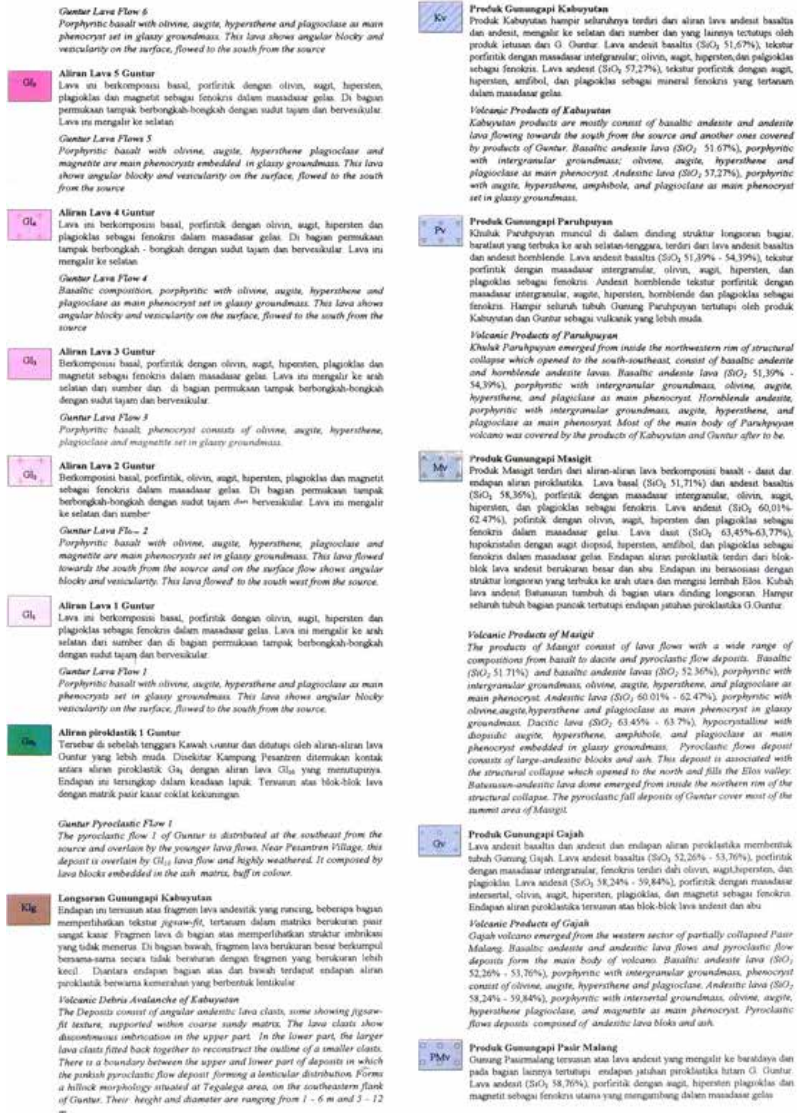 Guntur Lava Flow 6
Porphyritic basalt with olivine, augite, hypersthene and plagioclase as main
phenocryst set in glassy groundmass. This lava shows angular blocky and
vesicularity on the surface, flowed to the south from the source
Gl₅
Aliran Lava 5 Guntur
Lava ini berkomposisi basal, porfiritik dengan olivin, augit, hipersten,
plagioklas dan magnetit sebagai fenokris dalam masadasar gelas. Di bagian
permukaan tampak berbongkah-bongkah dengan sudut tajam dan bervesikular.
Lava ini mengalir ke selatan
Guntur Lava Flows 5
Porphyritic basalt with olivine, augite, hypersthene plagioclase and
magnetite are main phenocrysts embedded in glassy groundmass. This lava
shows angular blocky and vesicularity on the surface, flowed to the south
from the source
Gl₄
Aliran Lava 4 Guntur
Lava ini berkomposisi basal, porfiritik dengan olivin, augit, hipersten dan
plagioklas sebagai fenokris dalam masadasar gelas. Di bagian permukaan
tampak berbongkah - bongkah dengan sudut tajam dan bervesikular. Lava ini
mengalir ke selatan
Guntur Lava Flow 4
Basaltic composition, porphyritic with olivine, augite, hypersthene and
plagioclase as main phenocryst set in glassy groundmass. This lava shows
angular blocky and vesicularity on the surface, flowed to the south from the
source
Gl₃
Aliran Lava 3 Guntur
Berkomposisi basal, porfiritik dengan olivin, augit, hipersten, plagioklas dan
magnetit sebagai fenokris dalam masadasar gelas. Lava ini mengalir ke arah
selatan dari sumber dan di bagian permukaan tampak berbongkah-bongkah
dengan sudut tajam dan bervesikular.
Guntur Lava Flow 3
Porphyritic basalt, phenocryst consists of olivine, augite, hypersthene,
plagioclase and magnetite set in glassy groundmass.
Gl₂
Aliran Lava 2 Guntur
Berkomposisi basal, porfiritik, olivin, augit, hipersten, plagioklas dan magnetit
sebagai fenokris dalam masadasar gelas. Di bagian permukaan tampak
berbongkah-bongkah dengan sudut tajam dan bervesikular. Lava ini mengalir
ke selatan dari sumber
Guntur Lava Flow 2
Porphyritic basalt with olivine, augite, hypersthene, plagioclase and
magnetite are main phenocrysts set in glassy groundmass. This lava flowed
towards the south from the source and on the surface flow shows angular
blocky and vesicularity. This lava flowed to the south west from the source.
Gl₁
Aliran Lava 1 Guntur
Lava ini berkomposisi basal, porfiritik dengan olivin, augit, hipersten dan
plagioklas sebagai fenokris dalam masadasar gelas. Lava ini mengalir ke arah
selatan dari sumber dan di bagian permukaan tampak berbongkah-bongkah
dengan sudut tajam dan bervesikular.
Guntur Lava Flow 1
Porphyritic basalt with olivine, augite, hypersthene and plagioclase as main
phenocrysts set in glassy groundmass. This lava shows angular blocky and
vesicularity on the surface, flowed to the south from the source.
Ga₁
Aliran piroklastik 1 Guntur
Tersebar di sebelah tenggara Kawah Guntur dan ditutupi oleh aliran-aliran lava
Guntur yang lebih muda. Disekitar Kampung Pesantren ditemukan kontak
antara aliran piroklastik Ga₁ dengan aliran lava Gl₁₀ yang menutupinya.
Endapan ini tersingkap dalam keadaan lapuk. Tersusun atas blok-blok lava
dengan matrik pasir kasar coklat kekuningan.
Guntur Pyroclastic Flow 1
The pyroclastic flow 1 of Guntur is distributed at the southeast from the
source and overlain by the younger lava flows. Near Pesantren Village, this
deposit is overlain by Gl₁₀ lava flow and highly weathered. It composed by
lava blocks embedded in the ash matrix, buff in colour.
Klg
Longsoran Gunungapi Kabuyutan
Endapan ini tersusun atas fragmen lava andesitik yang runcing, beberapa bagian
memperlihatkan tekstur jigsaw-fit, tertanam dalam matriks berukuran pasir
sangat kasar. Fragmen lava di bagian atas memperlihatkan struktur imbrikasi
yang tidak menerus. Di bagian bawah, fragmen lava berukuran besar berkumpul
bersama-sama secara tidak beraturan dengan fragmen yang berukuran lebih
kecil. Diantara endapan bagian atas dan bawah terdapat endapan aliran
piroklastik berwarna kemerahan yang berbentuk lentikular
Volcanic Debris Avalanche of Kabuyutan
The Deposits consist of angular andesitic lava clasts, some showing jigsaw-
fit texture, supported within coarse sandy matrix. The lava clasts show
discontinuous imbrication in the upper part. In the lower part, the larger
lava clasts fitted back together to reconstruct the outline of a smaller clasts.
There is a boundary between the upper and lower part of deposits in which
the pinkish pyroclastic flow deposit forming a lenticular distribution. Forms
a hillock morphology situated at Tegalega area, on the southeastern flank
of Guntur. Their height and diameter are ranging from 1 - 6 m and 3 - 12
Kv
Produk Gunungapi Kabuyutan
Produk Kabuyutan hampir seluruhnya terdiri dari aliran lava andesit basaltis
dan andesit, mengalir ke selatan dari sumber dan yang lainnya tertutupi oleh
produk letusan dari G. Guntur. Lava andesit basaltis (SiO₂ 51,67%), tekstur
porfiritik dengan masadasar intefgranular; olivin, augit, hipersten,dan palgioklas
sebagai fenokris. Lava andesit (SiO₂ 57,27%), tekstur porfiritik dengan augit,
hipersten, amfibol, dan plagioklas sebagai mineral fenokris yang tertanam
dalam masadasar gelas.
Volcanic Products of Kabuyutan
Kabuyutan products are mostly consist of basaltic andesite and andesite
lava flowing towards the south from the source and another ones covered
by products of Guntur. Basaltic andesite lava (SiO₂ 51.67%), porphyritic
with intergranular groundmass; olivine, augite, hypersthene and
plagioclase as main phenocryst. Andesitic lava (SiO₂ 57,27%), porphyritic
with augite, hypersthene, amphibole, and plagioclase as main phenocryst
set in glassy groundmass.
Pv
Produk Gunungapi Paruhpuyan
Khuluk Paruhpuyan muncul di dalam dinding struktur longsoran bagian
baratlaut yang terbuka ke arah selatan-tenggara, terdiri dari lava andesit basaltis
dan andesit hornblende. Lava andesit basaltis (SiO₂ 51,39% - 54,39%), tekstur
porfiritik dengan masadasar intergranular, olivin, augit, hipersten, dan
plagioklas sebagai fenokris. Andesit hornblende tekstur porfiritik dengan
masadasar intergranular, augite, hipersten, hornblende dan plagioklas sebagai
fenokris. Hampir seluruh tubuh Gunung Paruhpuyan tertutupi oleh produk
Kabuyutan dan Guntur sebagai vulkanik yang lebih muda.
Volcanic Products of Paruhpuyan
Khuluk Paruhpuyan emerged from inside the northwestern rim of structural
collapse which opened to the south-southeast, consist of basaltic andesite
and hornblende andesite lavas. Basaltic andesite lava (SiO₂ 51,39% -
54,39%), porphyritic with intergranular groundmass, olivine, augite,
hypersthene, and plagiclase as main phenocryst. Hornblende andesite,
porphyritic with intergranular groundmass, augite, hypersthene, and
plagioclase as main phenosryst. Most of the main body of Paruhpuyan
volcano was covered by the products of Kabuyutan and Guntur after to be.
Mv
Produk Gunungapi Masigit
Produk Masigit terdiri dari aliran-aliran lava berkomposisi basalt - dasit dan
endapan aliran piroklastika. Lava basal (SiO₂ 51,71%) dan andesit basaltis
(SiO₂ 58,36%), porfiritik dengan masadasar intergranular, olivin, augit,
hipersten, dan plagioklas sebagai fenokris. Lava andesit (SiO₂ 60,01%-
62.47%), pofiritik dengan olivin, augit, hipersten dan plagioklas sebagai
fenokris dalam masadasar gelas. Lava dasit (SiO₂ 63,45%-63,77%),
hipokristalin dengan augit diopsid, hipersten, amfibol, dan plagioklas sebagai
fenokris dalam masadasar gelas. Endapan aliran piroklastik terdiri dari blok-
blok lava andesit berukuran besar dan abu. Endapan ini berasosiasi dengan
struktur longsoran yang terbuka ke arah utara dan mengisi lembah Elos. Kubah
lava andesit Batususun tumbuh di bagian utara dinding longsoran. Hampir
seluruh tubuh bagian puncak tertutupi endapan jatuhan piroklastika G.Guntur.
Volcanic Products of Masigit
The products of Masigit consist of lava flows with a wide range of
compositions from basalt to dacite and pyroclastic flow deposits. Basaltic
(SiO₂ 51.71%) and basaltic andesite lavas (SiO₂ 52.36%), porphyritic with
intergranular groundmass, olivine, augite, hypersthene, and plagioclase as
main phenocryst. Andesitic lava (SiO₂ 60.01% - 62.47%), porphyritic with
olivine,augite,hypersthene and plagioclase as main phenocryst in glassy
groundmass. Dacitic lava (SiO₂ 63.45% - 63.7%), hypocrystalline with
diopsidic augite, hypersthene, amphibole, and plagioclase as main
phenocryst embedded in glassy groundmass. Pyroclastic flows deposit
consists of large-andesitic blocks and ash. This deposit is associated with
the structural collapse which opened to the north and fills the Elos valley.
Batususun-andesitic lava dome emerged from inside the northern rim of the
structural collapse. The pyroclastic fall deposits of Guntur cover most of the
summit area of Masigit.
Gv
Produk Gunungapi Gajah
Lava andesit basaltis dan andesit dan endapan aliran piroklastika membentuk
tubuh Gunung Gajah. Lava andesit basaltis (SiO₂ 52,26% - 53,76%), porfiritik
dengan masadasar intergranular, fenokris terdiri dari olivin, augit,hipersten, dan
plagioklas. Lava andesit (SiO₂ 58,24% - 59,84%), porfiritik dengan masadasar
intersertal, olivin, augit, hipersten, plagioklas, dan magnetit sebagai fenokris.
Endapan aliran piroklastika tersusun atas blok-blok lava andesit dan abu
Volcanic Products of Gajah
Gajah volcano emerged from the western sector of partially collapsed Pasir
Malang. Basaltic andesite and andesitic lava flows and pyroclastic flow
deposits form the main body of volcano. Basaltic andesite lava (SiO₂
52,26% - 53,76%), porphyritic with intergranular groundmass, phenocryst
consist of olivine, augite, hypersthene and plagioclase. Andesitic lava (SiO₂
58,24% - 59,84%), porphyritic with intersertal groundmass, olivine, augite,
hypersthene plagioclase, and magnetite as main phenocryst. Pyroclastic
flows deposits composed of andesitic lava bloks and ash.
PMv
Produk Gunungapi Pasir Malang
Gunung Pasirmalang tersusun atas lava andesit yang mengalir ke baratdaya dan
pada bagian lainnya tertutupi endapan jatuhan piroklastika hitam G. Guntur.
Lava andesit (SiO₂ 58,76%), porfiritik dengan augit, hipersten plagioklas dan
magnetit sebagai fenokris utama yang mengambang dalam masadasar gelas